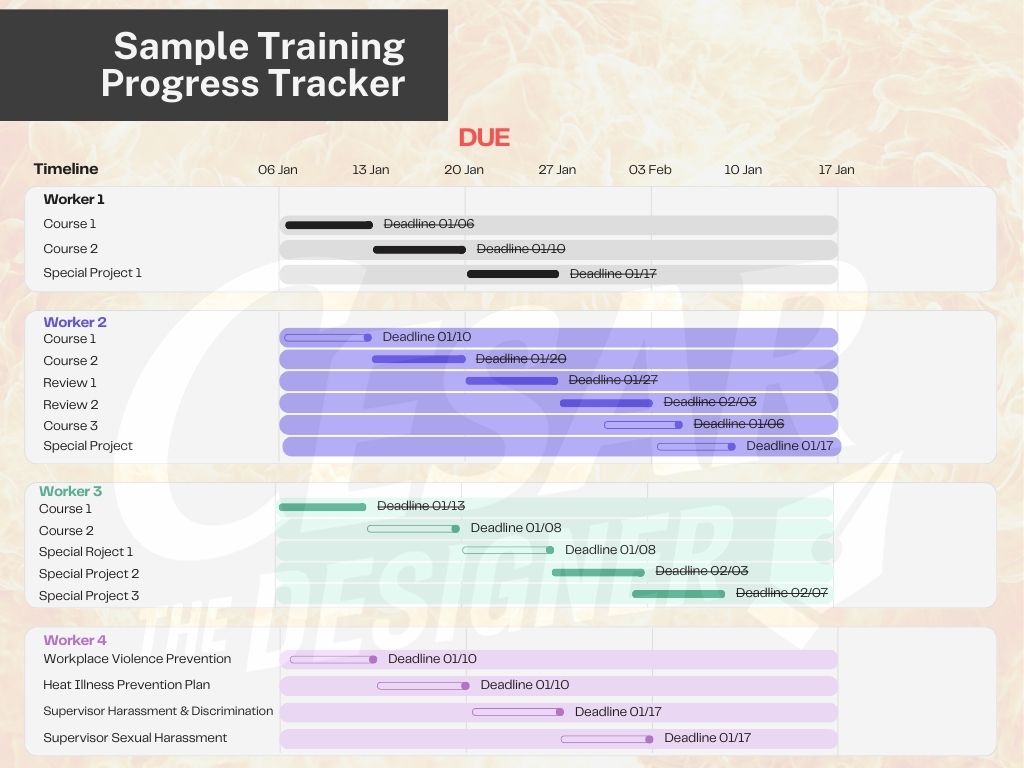 Sample Training
Progress Tracker
DUE
Timeline 06 Jan 13 Jan 20 Jan 27 Jan 03 Feb 10 Jan 17 Jan
Worker 1
Course 1 Deadline 01/06
Course 2 Deadline 01/10
Special Project 1 Deadline 01/17
Worker 2
Course 1 Deadline 01/10
Course 2 Deadline 01/20
Review 1 Deadline 01/27
Review 2 Deadline 02/03
Course 3 Deadline 01/06
Special Project Deadline 01/17
Worker 3
Course 1 Deadline 01/13
Course 2 Deadline 01/08
Special Roject 1 Deadline 01/08
Special Project 2 Deadline 02/03
Special Project 3 Deadline 02/07
Worker 4
Workplace Violence Prevention Deadline 01/10
Heat Illness Prevention Plan Deadline 01/10
Supervisor Harassment & Discrimination Deadline 01/17
Supervisor Sexual Harassment Deadline 01/17
CESAR
THE DESIGNER